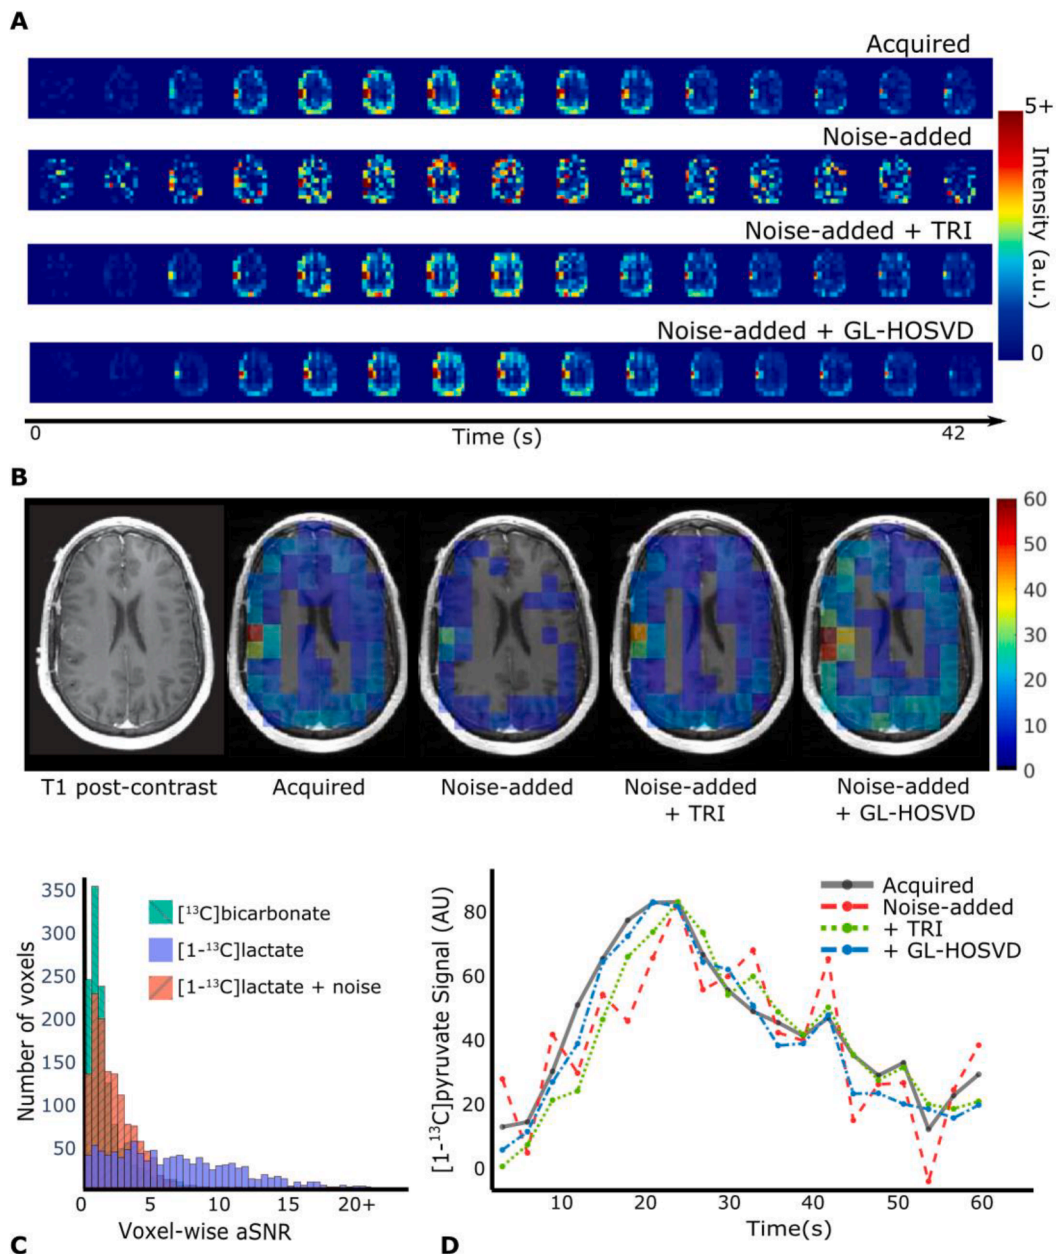 A
Acquired
Noise-added
Noise-added + TRI
Noise-added + GL-HOSVD
5+
Intensity (a.u.)
0
0
Time (s)
42
B
60
50
40
30
20
10
0
T1 post-contrast
Acquired
Noise-added
Noise-added
+ TRI
Noise-added
+ GL-HOSVD
Number of voxels
350
300
250
200
150
100
50
[¹³C]bicarbonate
[1-¹³C]lactate
[1-¹³C]lactate + noise
0
5
10
15
20+
Voxel-wise aSNR
C
[1-¹³C]pyruvate Signal (AU)
80
60
40
20
0
Acquired
Noise-added
+ TRI
+ GL-HOSVD
10
20
30
40
50
60
Time(s)
D